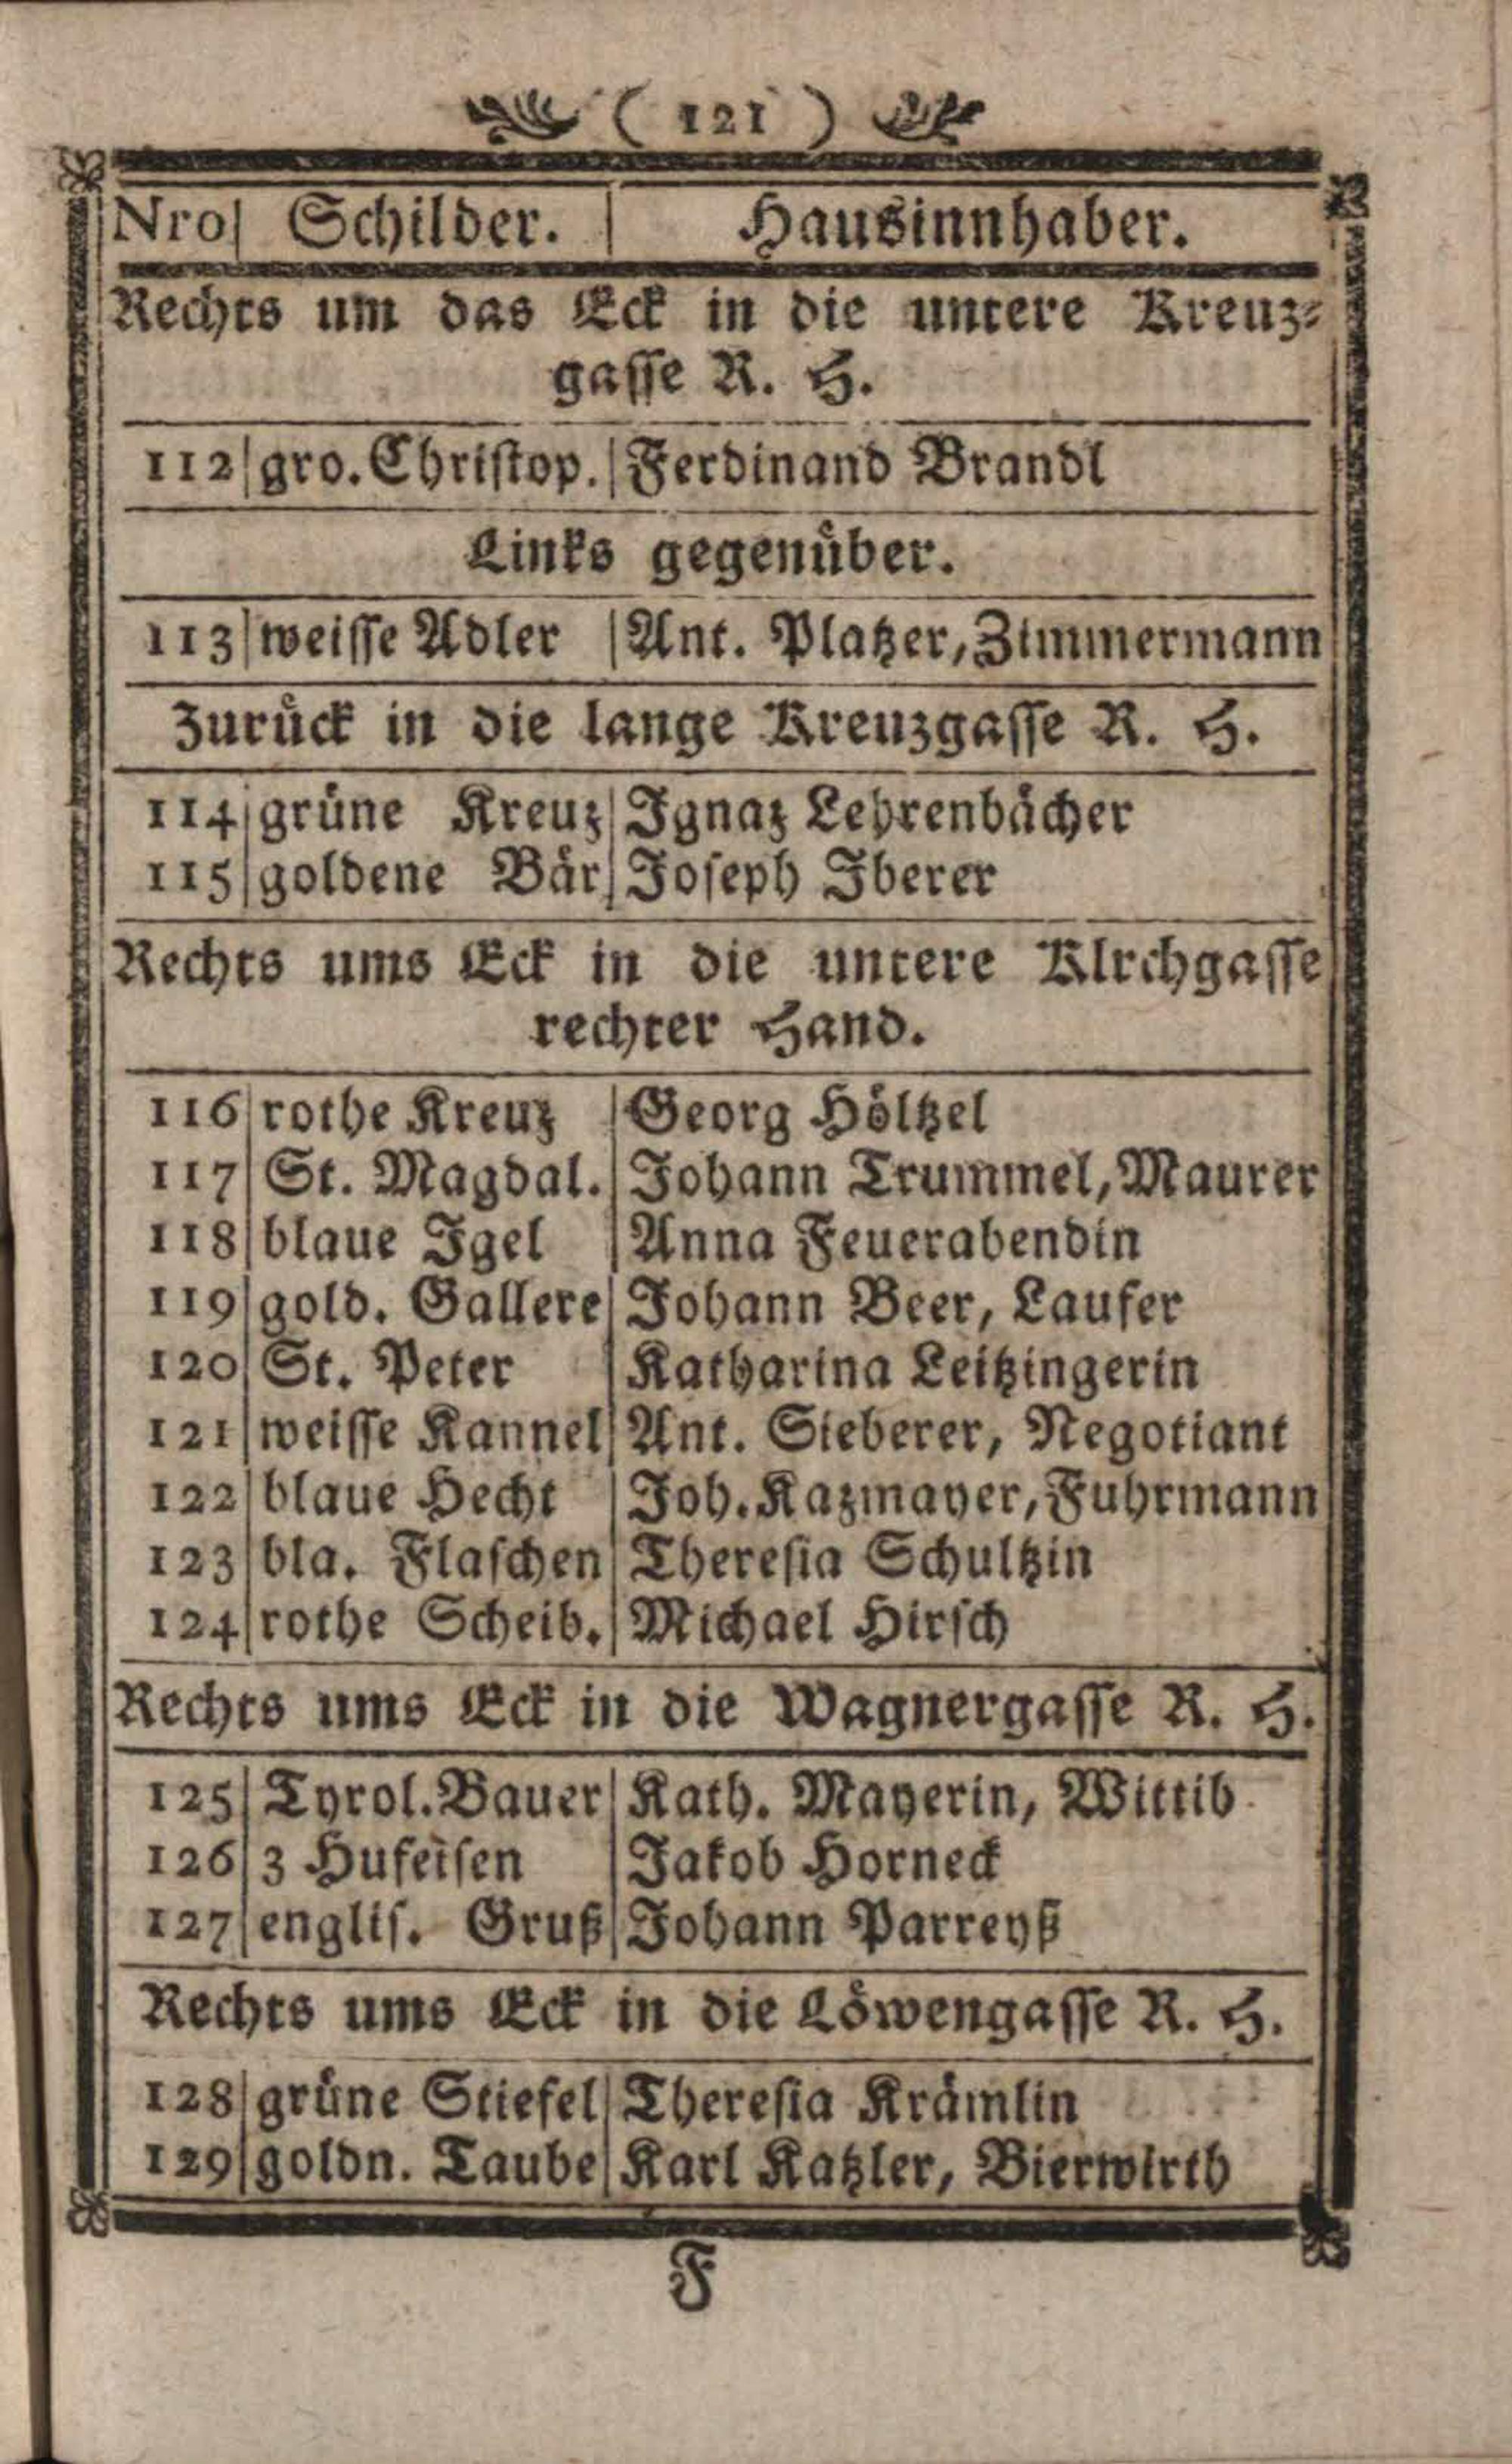 ( 121 )
Nro Schilder. Hausinnhaber.
Rechts um das Eck in die untere Kreuz-
gasse R. H.
112 gro. Christop. Ferdinand Brandl
Links gegenüber.
113 weisse Adler Ant. Platzer, Zimmermann
Zurück in die lange Kreuzgasse R. H.
114 grüne Kreuz Ignaz Lehrenbächer
115 goldene Bär Joseph Iberer
Rechts ums Eck in die untere Kirchgasse
rechter Hand.
116 rothe Kreuz Georg Höltzel
117 St. Magdal. Johann Trummel, Maurer
118 blaue Igel Anna Feuerabendin
119 gold. Gallere Johann Beer, Laufer
120 St. Peter Katharina Leitzingerin
121 weisse Kannel Ant. Sieberer, Negotiant
122 blaue Hecht Joh. Kazmayer, Fuhrmann
123 bla. Flaschen Theresia Schultzin
124 rothe Scheib. Michael Hirsch
Rechts ums Eck in die Wagnergasse R. H.
125 Tyrol. Bauer Kath. Mayerin, Wittib
126 3 Hufeisen Jakob Horneck
127 englis. Gruß Johann Parreyß
Rechts ums Eck in die Löwengasse R. H.
128 grüne Stiefel Theresia Krämlin
129 goldn. Taube Karl Katzler, Bierwirth
F